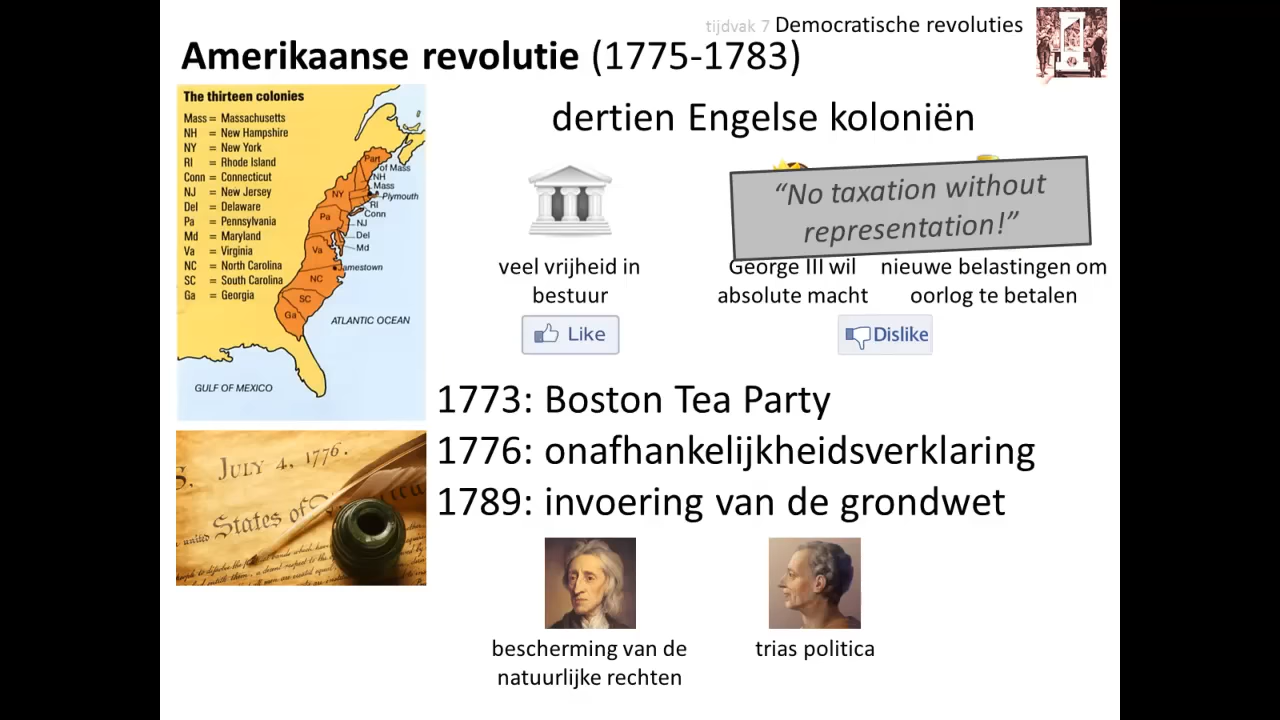 tijdvak 7 Democratische revoluties
Amerikaanse revolutie (1775-1783)
The thirteen colonies
Mass = Massachusetts
NH = New Hampshire
NY = New York
RI = Rhode Island
Conn = Connecticut
NJ = New Jersey
Del = Delaware
Pa = Pennsylvania
Md = Maryland
Va = Virginia
NC = North Carolina
SC = South Carolina
Ga = Georgia
Part
of Mass
NH
Mass
Plymouth
NY
RI
Conn
Pa
NJ
Del
Md
Va
Jamestown
NC
SC
Ga
ATLANTIC OCEAN
GULF OF MEXICO
dertien Engelse koloniën
“No taxation without
representation!”
veel vrijheid in
bestuur
George III wil
absolute macht
nieuwe belastingen om
oorlog te betalen
Like
Dislike
1773: Boston Tea Party
1776: onafhankelijkheidsverklaring
1789: invoering van de grondwet
S. JULY 4, 1776.
States of
united
bescherming van de
natuurlijke rechten
trias politica